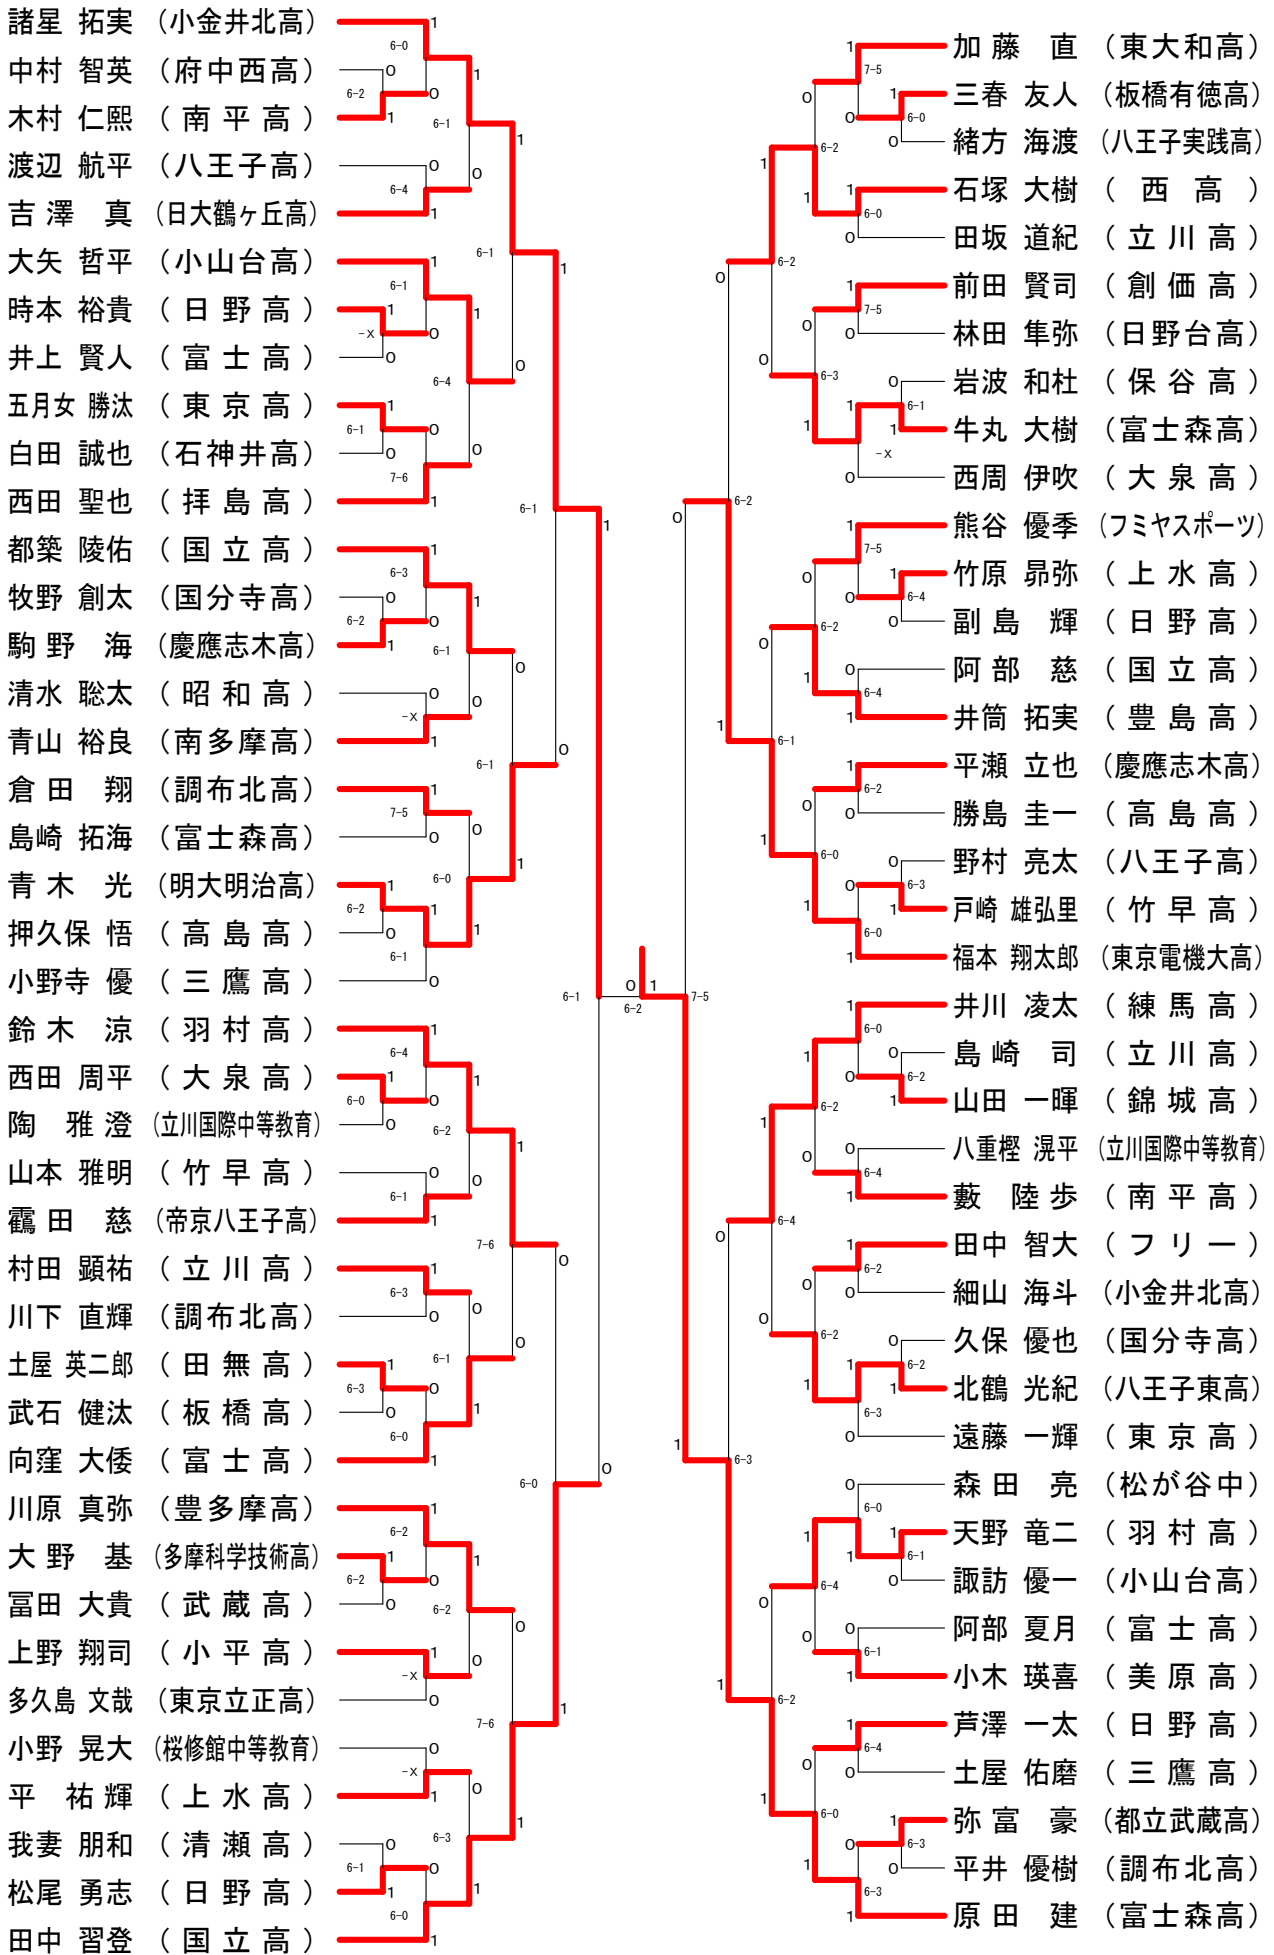 諸星 拓実 (小金井北高)
中村 智英 (府中西高)
木村 仁熙 (南平高)
渡辺 航平 (八王子高)
吉澤 真 (日大鶴ヶ丘高)
大矢 哲平 (小山台高)
時本 裕貴 (日野高)
井上 賢人 (富士高)
五月女 勝汰 (東京高)
白田 誠也 (石神井高)
西田 聖也 (拝島高)
都築 陵佑 (国立高)
牧野 創太 (国分寺高)
駒野 海 (慶應志木高)
清水 聡太 (昭和高)
青山 裕良 (南多摩高)
倉田 翔 (調布北高)
島崎 拓海 (富士森高)
青木 光 (明大明治高)
押久保 悟 (高島高)
小野寺 優 (三鷹高)
鈴木 涼 (羽村高)
西田 周平 (大泉高)
陶 雅澄 (立川国際中等教育)
山本 雅明 (竹早高)
靍田 慈 (帝京八王子高)
村田 顕祐 (立川高)
川下 直輝 (調布北高)
土屋 英二郎 (田無高)
武石 健汰 (板橋高)
向窪 大倭 (富士高)
川原 真弥 (豊多摩高)
大野 基 (多摩科学技術高)
冨田 大貴 (武蔵高)
上野 翔司 (小平高)
多久島 文哉 (東京立正高)
小野 晃大 (桜修館中等教育)
平 祐輝 (上水高)
我妻 朋和 (清瀬高)
松尾 勇志 (日野高)
田中 習登 (国立高)
加藤 直 (東大和高)
三春 友人 (板橋有徳高)
緒方 海渡 (八王子実践高)
石塚 大樹 (西高)
田坂 道紀 (立川高)
前田 賢司 (創価高)
林田 隼弥 (日野台高)
岩波 和杜 (保谷高)
牛丸 大樹 (富士森高)
西周 伊吹 (大泉高)
熊谷 優季 (フミヤスポーツ)
竹原 昴弥 (上水高)
副島 輝 (日野高)
阿部 慈 (国立高)
井筒 拓実 (豊島高)
平瀬 立也 (慶應志木高)
勝島 圭一 (高島高)
野村 亮太 (八王子高)
戸崎 雄弘里 (竹早高)
福本 翔太郎 (東京電機大高)
井川 凌太 (練馬高)
島崎 司 (立川高)
山田 一暉 (錦城高)
八重樫 滉平 (立川国際中等教育)
藪 陸歩 (南平高)
田中 智大 (フリー)
細山 海斗 (小金井北高)
久保 優也 (国分寺高)
北鶴 光紀 (八王子東高)
遠藤 一輝 (東京高)
森田 亮 (松が谷中)
天野 竜二 (羽村高)
諏訪 優一 (小山台高)
阿部 夏月 (富士高)
小木 瑛喜 (美原高)
芦澤 一太 (日野高)
土屋 佑磨 (三鷹高)
弥富 豪 (都立武蔵高)
平井 優樹 (調布北高)
原田 建 (富士森高)